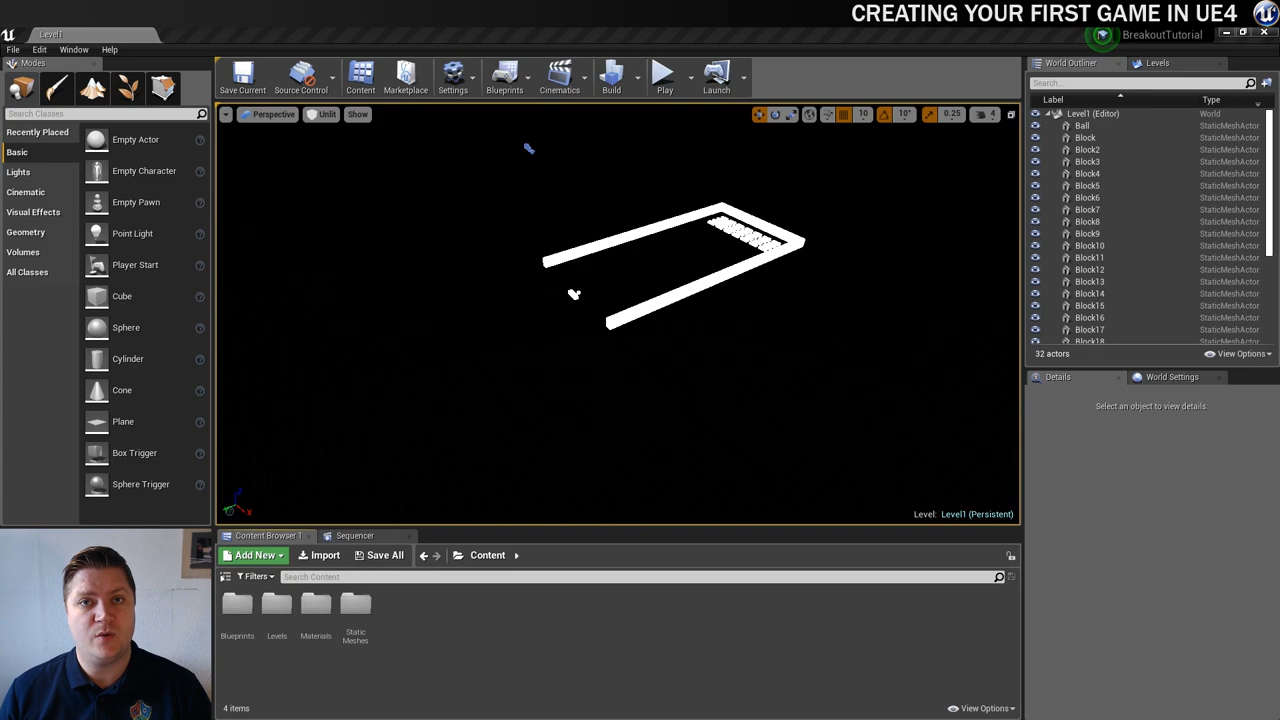 CREATING YOUR FIRST GAME IN UE4
Level1
BreakoutTutorial
File Edit Window Help
Modes
Search Classes
Recently Placed
Basic
Lights
Cinematic
Visual Effects
Geometry
Volumes
All Classes
Empty Actor
Empty Character
Empty Pawn
Point Light
Player Start
Cube
Sphere
Cylinder
Cone
Plane
Box Trigger
Sphere Trigger
Save Current Source Control Content Marketplace Settings Blueprints Cinematics Build Play Launch
Perspective Unlit Show 10 10° 0.25 4
Z
X
Level: Level1 (Persistent)
Content Browser 1 Sequencer
Add New Import Save All Content
Filters Search Content
Blueprints Levels Materials Static Meshes
4 items View Options
World Outliner Levels
Search...
Label Type
Level1 (Editor) World
Ball StaticMeshActor
Block StaticMeshActor
Block2 StaticMeshActor
Block3 StaticMeshActor
Block4 StaticMeshActor
Block5 StaticMeshActor
Block6 StaticMeshActor
Block7 StaticMeshActor
Block8 StaticMeshActor
Block9 StaticMeshActor
Block10 StaticMeshActor
Block11 StaticMeshActor
Block12 StaticMeshActor
Block13 StaticMeshActor
Block14 StaticMeshActor
Block15 StaticMeshActor
Block16 StaticMeshActor
Block17 StaticMeshActor
Block18 StaticMeshActor
32 actors View Options
Details World Settings
Select an object to view details.